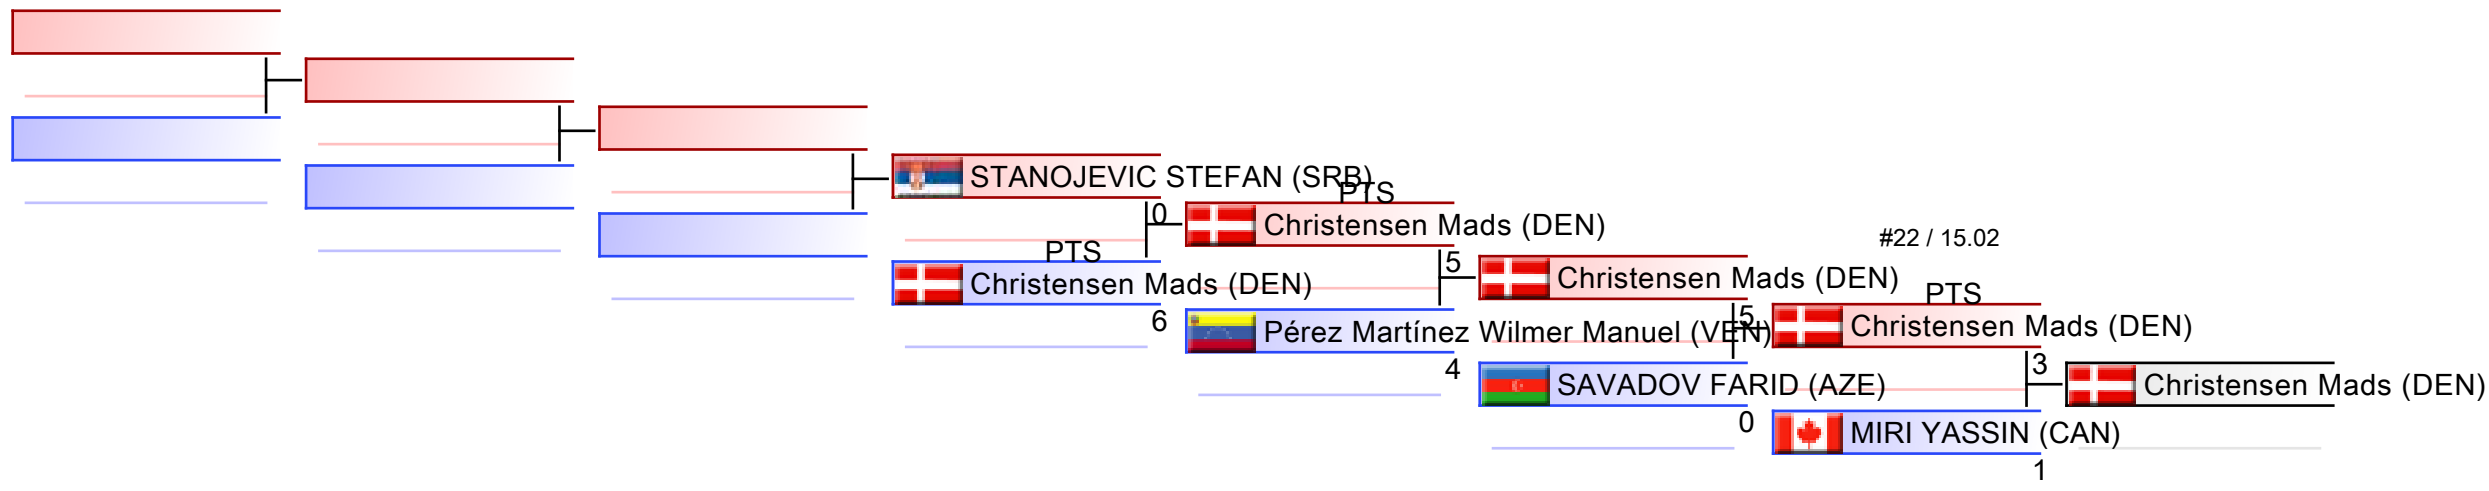 STANOJEVIC STEFAN (SRB)
PTS
0
Christensen Mads (DEN)
#22 / 15.02
PTS
Christensen Mads (DEN)
5
Christensen Mads (DEN)
PTS
6
Pérez Martínez Wilmer Manuel (VEN)
5
Christensen Mads (DEN)
4
SAVADOV FARID (AZE)
3
Christensen Mads (DEN)
0
MIRI YASSIN (CAN)
1